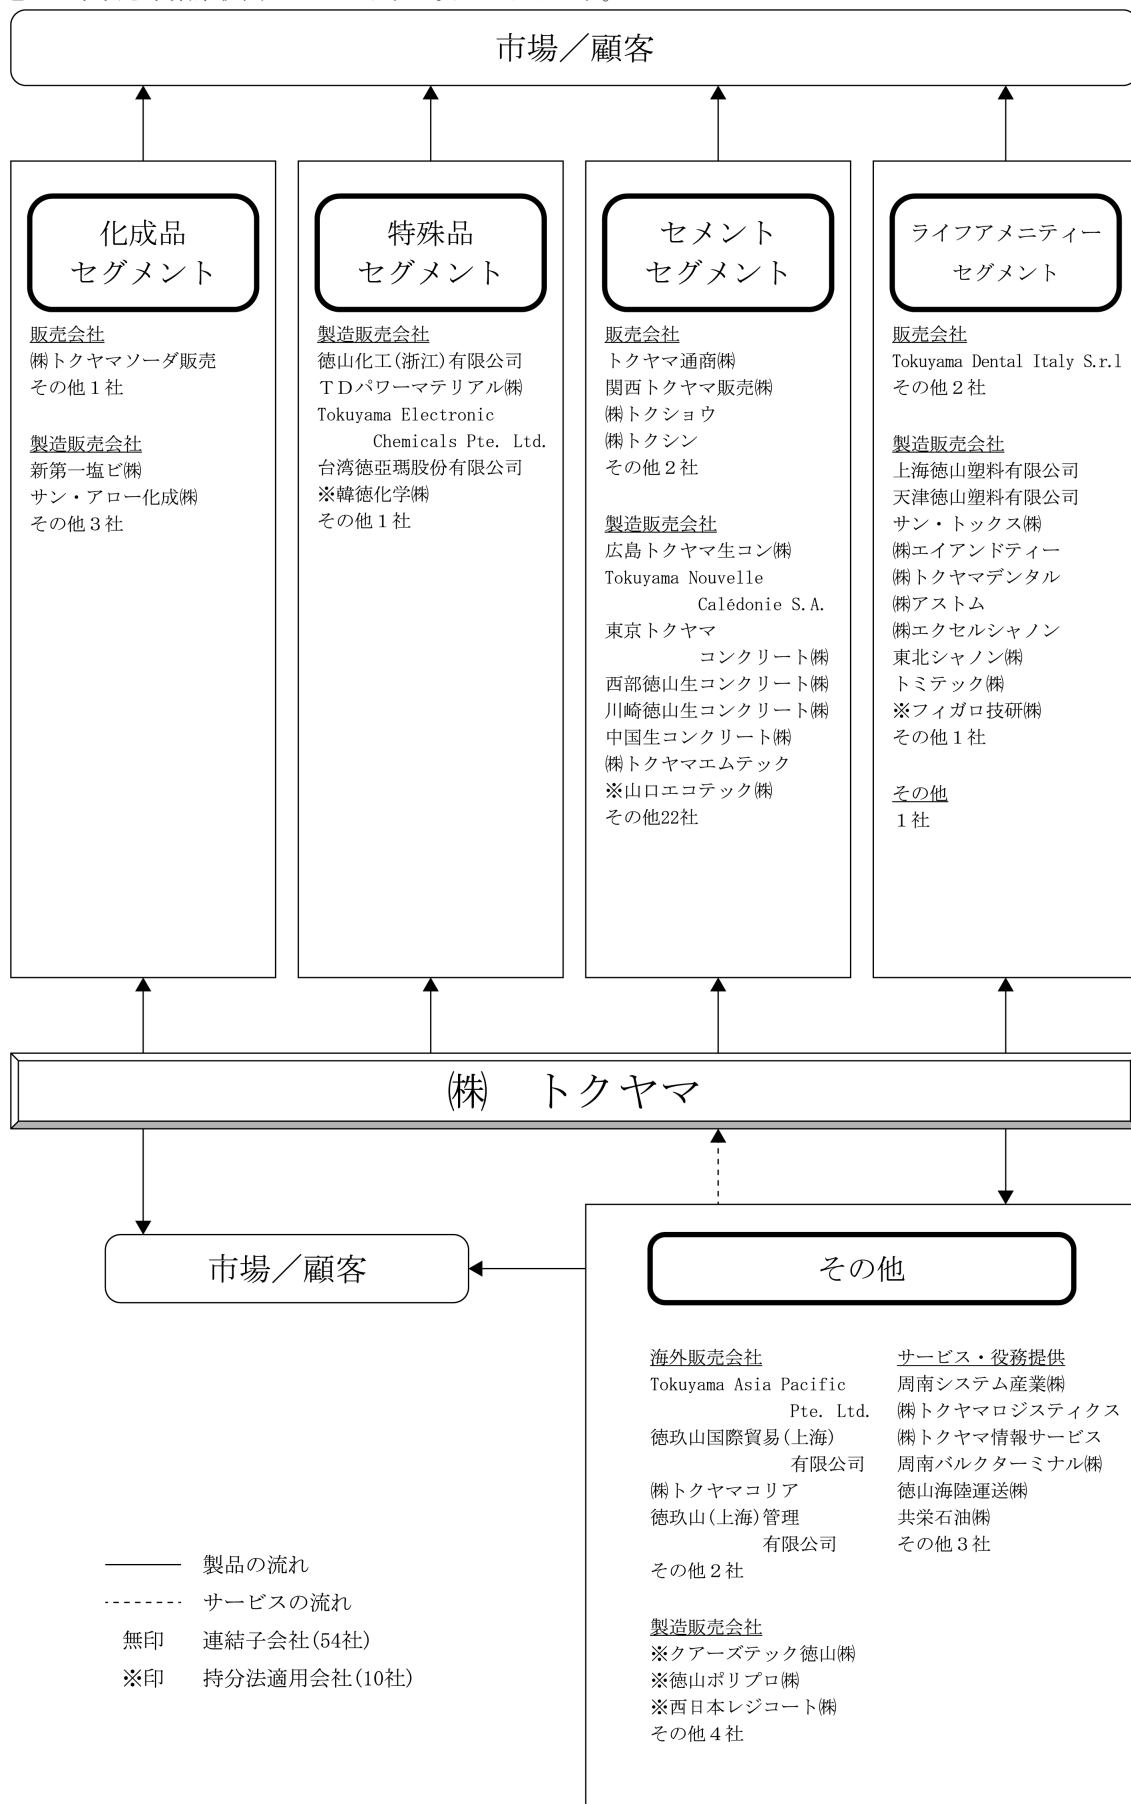 市場／顧客
化成品
セグメント
販売会社
㈱トクヤマソーダ販売
その他１社
製造販売会社
新第一塩ビ㈱
サン・アロー化成㈱
その他３社
特殊品
セグメント
製造販売会社
徳山化工(浙江)有限公司
ＴＤパワーマテリアル㈱
Tokuyama Electronic
Chemicals Pte. Ltd.
台湾徳亞瑪股份有限公司
※韓徳化学㈱
その他１社
セメント
セグメント
販売会社
トクヤマ通商㈱
関西トクヤマ販売㈱
㈱トクショウ
㈱トクシン
その他２社
製造販売会社
広島トクヤマ生コン㈱
Tokuyama Nouvelle
Calédonie S.A.
東京トクヤマ
コンクリート㈱
西部徳山生コンクリート㈱
川崎徳山生コンクリート㈱
中国生コンクリート㈱
㈱トクヤマエムテック
※山口エコテック㈱
その他22社
ライフアメニティー
セグメント
販売会社
Tokuyama Dental Italy S.r.l
その他２社
製造販売会社
上海徳山塑料有限公司
天津徳山塑料有限公司
サン・トックス㈱
㈱エイアンドティー
㈱トクヤマデンタル
㈱アストム
㈱エクセルシャノン
東北シャノン㈱
トミテック㈱
※フィガロ技研㈱
その他１社
その他
１社
㈱　トクヤマ
市場／顧客
その他
海外販売会社
Tokuyama Asia Pacific
Pte. Ltd.
徳玖山国際貿易(上海)
有限公司
㈱トクヤマコリア
徳玖山(上海)管理
有限公司
その他２社
製造販売会社
※クアーズテック徳山㈱
※徳山ポリプロ㈱
※西日本レジコート㈱
その他４社
サービス・役務提供
周南システム産業㈱
㈱トクヤマロジスティクス
㈱トクヤマ情報サービス
周南バルクターミナル㈱
徳山海陸運送㈱
共栄石油㈱
その他３社
製品の流れ
サービスの流れ
無印　連結子会社(54社)
※印　持分法適用会社(10社)